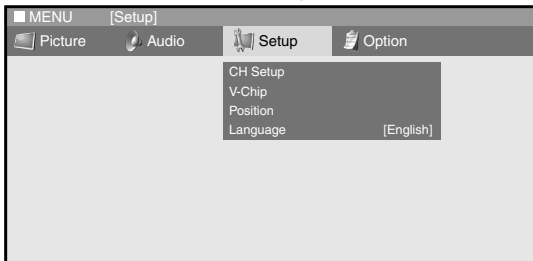 MENU [Setup]
Picture Audio Setup Option
CH Setup
V-Chip
Position
Language [English]